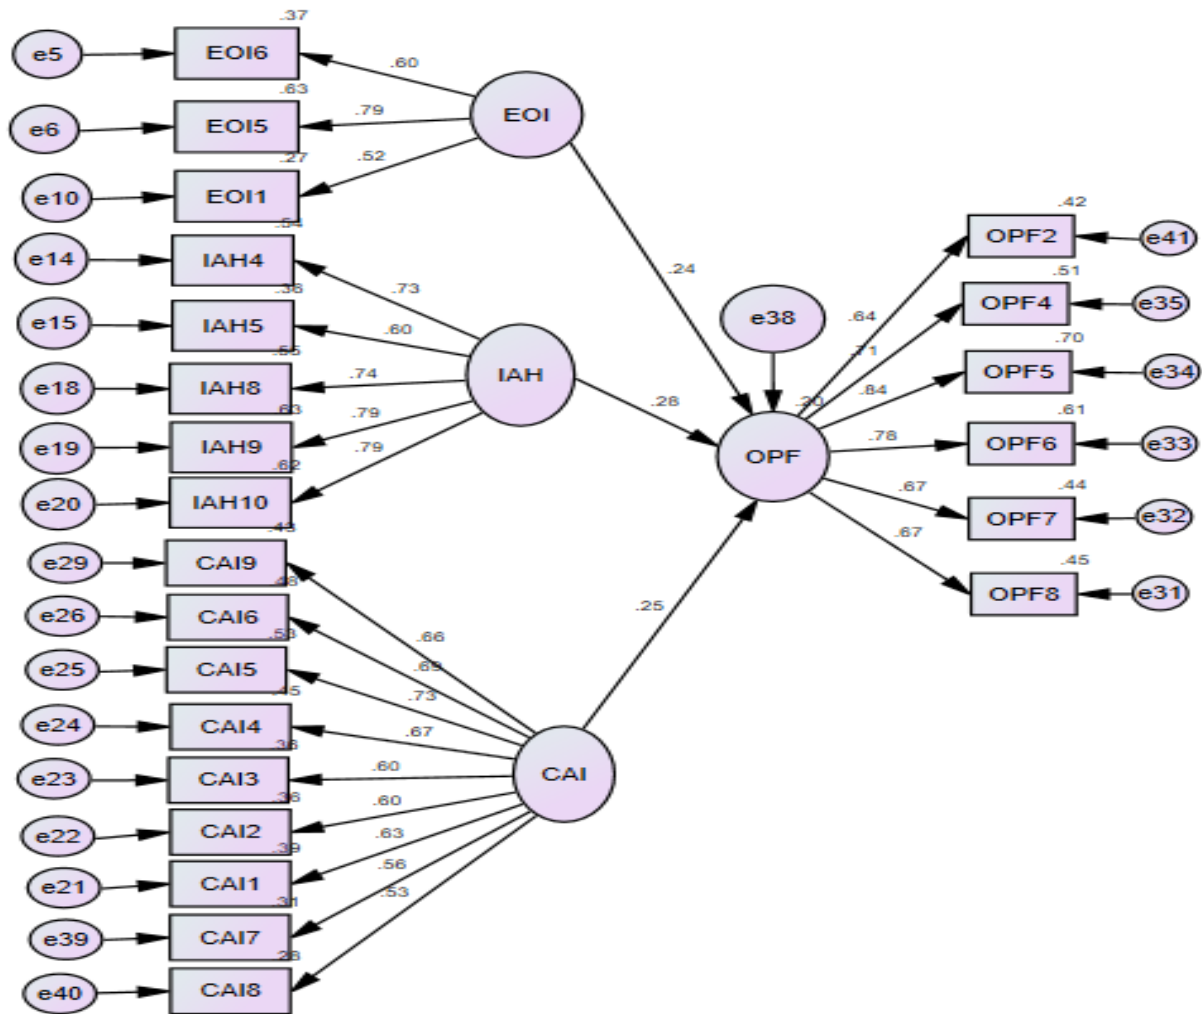 .37
e5 EOI6 .60
.63
e6 EOI5 .79 EOI
.27 .52
e10 EOI1
.54
e14 IAH4 .73
.36
e15 IAH5 .60
.55
e18 IAH8 .74 IAH
.63
e19 IAH9 .79
.62
e20 IAH10 .79
.43
e29 CAI9 .66
.48
e26 CAI6 .69
.53
e25 CAI5 .73
.45
e24 CAI4 .67
.36
e23 CAI3 .60 CAI
.36
e22 CAI2 .60
.39
e21 CAI1 .63
.31
e39 CAI7 .56
.28
e40 CAI8 .53
.24
.28
.25
e38
.20
OPF
.42
.64 OPF2 e41
.51
.71 OPF4 e35
.70
.84 OPF5 e34
.61
.78 OPF6 e33
.44
.67 OPF7 e32
.45
.67 OPF8 e31